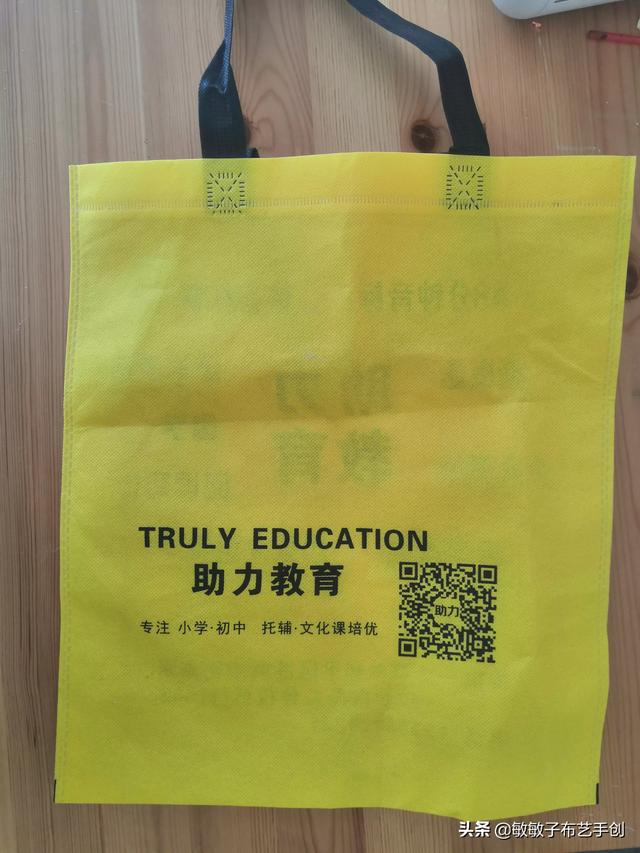 TRULY EDUCATION
助力教育
专注 小学·初中 托辅·文化课培优
助力
头条 @敏敏子布艺手创